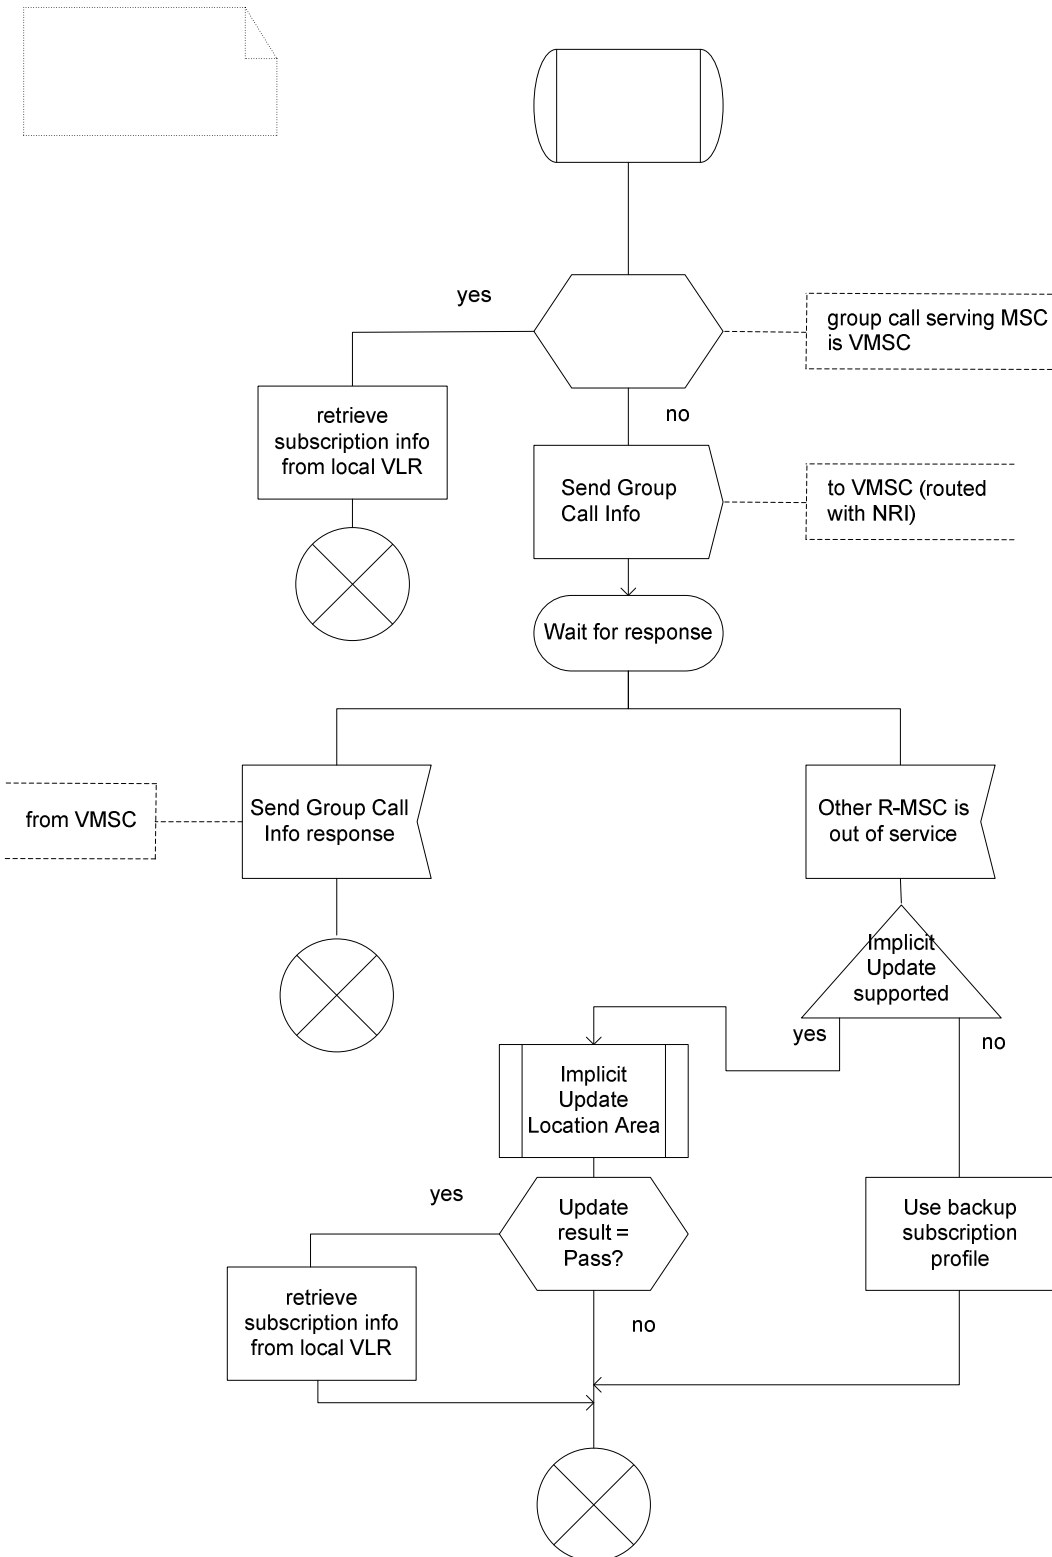 yes
group call serving MSC
is VMSC
retrieve
subscription info
from local VLR
no
Send Group
Call Info
to VMSC (routed
with NRI)
Wait for response
from VMSC
Send Group Call
Info response
Other R-MSC is
out of service
Implicit
Update
supported
yes
no
Implicit
Update
Location Area
yes
Update
result =
Pass?
Use backup
subscription
profile
retrieve
subscription info
from local VLR
no